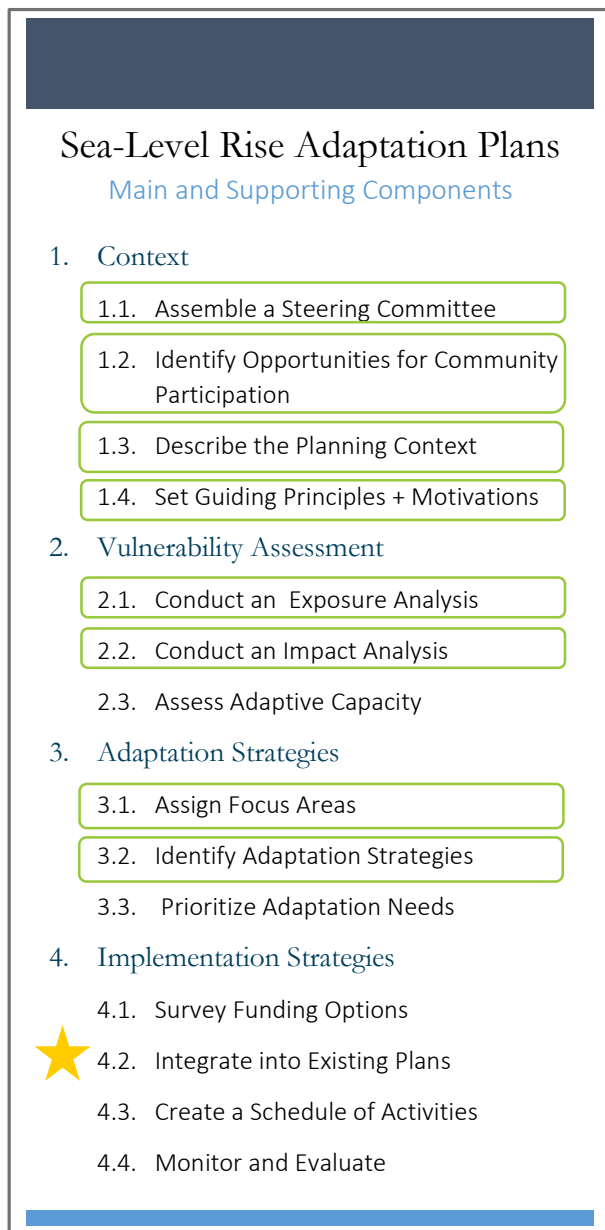 Sea-Level Rise Adaptation Plans
Main and Supporting Components
1. Context
1.1. Assemble a Steering Committee
1.2. Identify Opportunities for Community
Participation
1.3. Describe the Planning Context
1.4. Set Guiding Principles + Motivations
2. Vulnerability Assessment
2.1. Conduct an Exposure Analysis
2.2. Conduct an Impact Analysis
2.3. Assess Adaptive Capacity
3. Adaptation Strategies
3.1. Assign Focus Areas
3.2. Identify Adaptation Strategies
3.3. Prioritize Adaptation Needs
4. Implementation Strategies
4.1. Survey Funding Options
4.2. Integrate into Existing Plans
4.3. Create a Schedule of Activities
4.4. Monitor and Evaluate